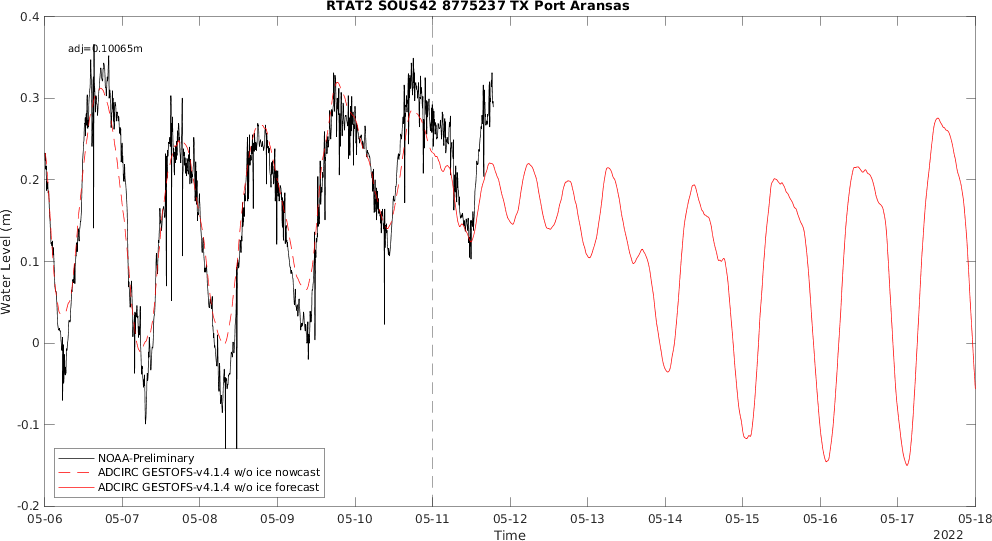 RTAT2 SOUS42 8775237 TX Port Aransas
0.4
adj=0.10065m
0.3
0.2
0.1
0
-0.1
-0.2
Water Level (m)
NOAA-Preliminary
ADCIRC GESTOFS-v4.1.4 w/o ice nowcast
ADCIRC GESTOFS-v4.1.4 w/o ice forecast
05-06 05-07 05-08 05-09 05-10 05-11 05-12 05-13 05-14 05-15 05-16 05-17 05-18
Time
2022